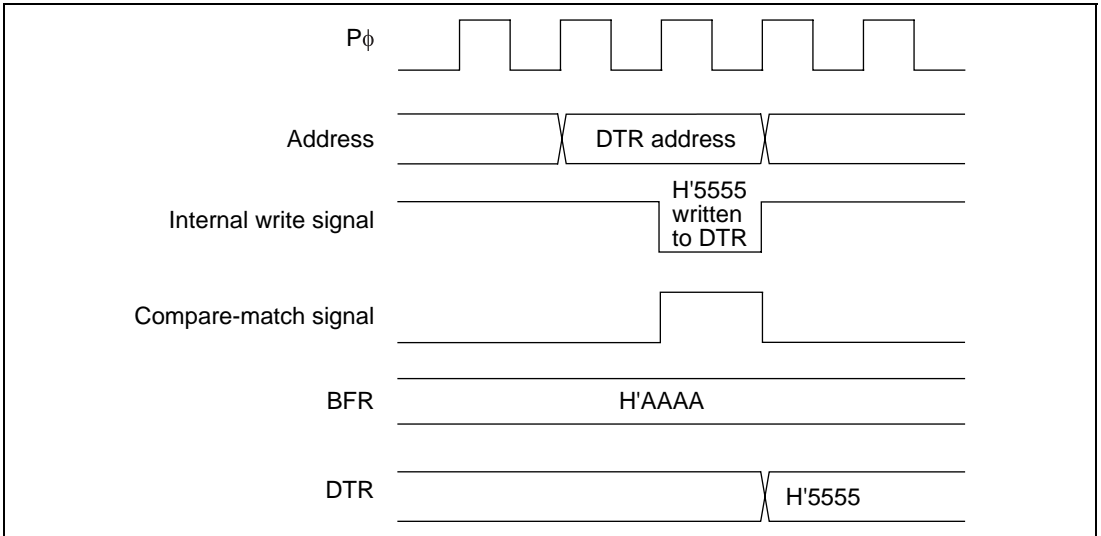 Pϕ
Address
DTR address
Internal write signal
H'5555
written
to DTR
Compare-match signal
BFR
H'AAAA
DTR
H'5555